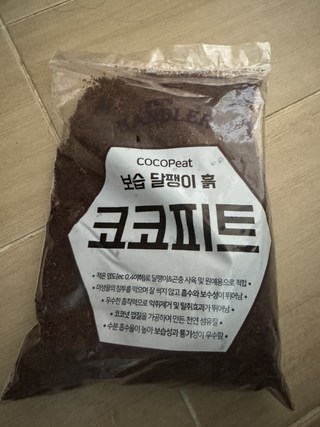 HANDLER
COCOPeat
보습 달팽이 흙
코코피트
• 적은 염도(ec 0.4이하)로 달팽이&곤충 사육 및 원예용으로 적합
• 미생물의 침투를 막으며 잘 썩지 않고 흡수와 보수성이 뛰어남
• 우수한 흡착력으로 악취제거 및 탈취효과가 뛰어남
• 코코넛 껍질을 가공하여 만든 천연 섬유질
• 수분 흡수율이 높아 보습성과 통기성이 우수함